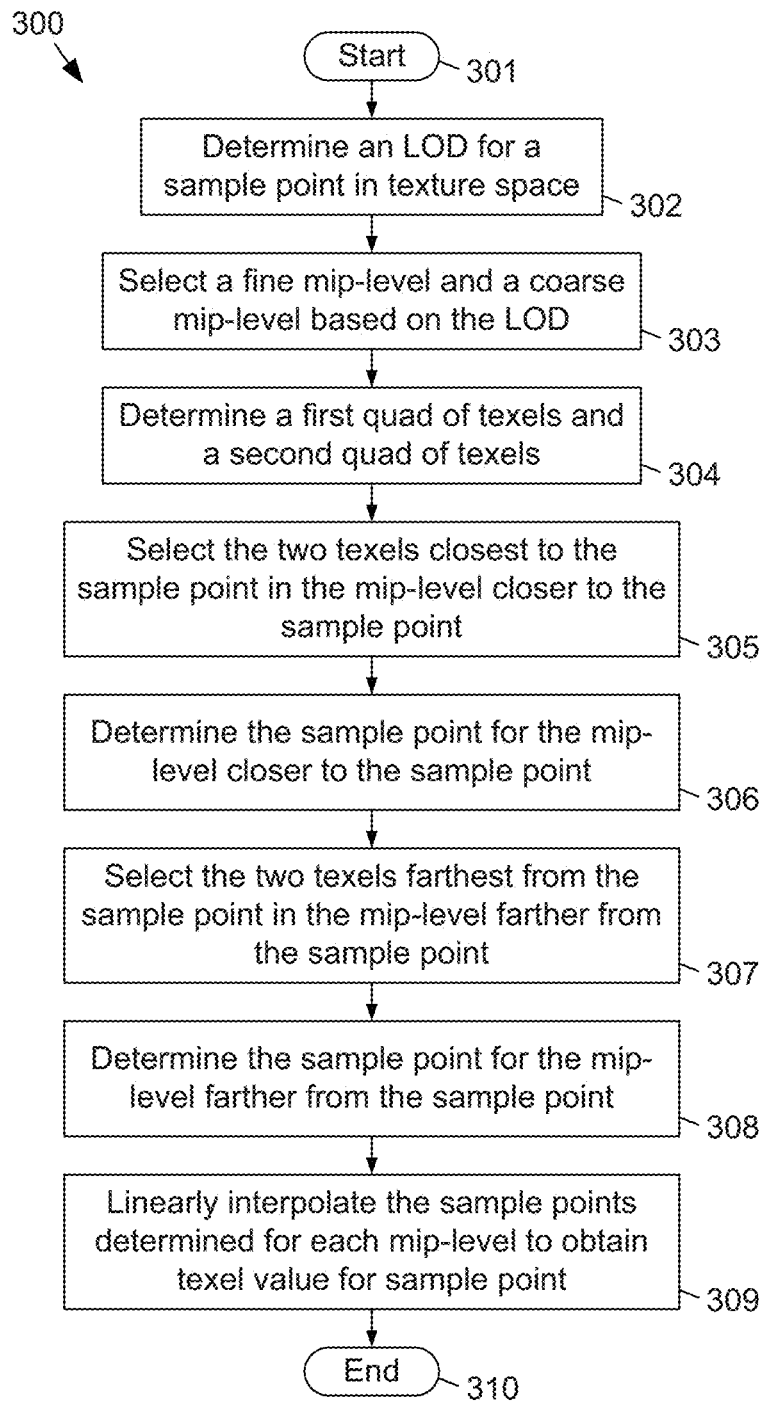 300
Start
301
Determine an LOD for a
sample point in texture space
302
Select a fine mip-level and a coarse
mip-level based on the LOD
303
Determine a first quad of texels and
a second quad of texels
304
Select the two texels closest to the
sample point in the mip-level closer to the
sample point
305
Determine the sample point for the mip-
level closer to the sample point
306
Select the two texels farthest from the
sample point in the mip-level farther from
the sample point
307
Determine the sample point for the mip-
level farther from the sample point
308
Linearly interpolate the sample points
determined for each mip-level to obtain
texel value for sample point
309
End
310